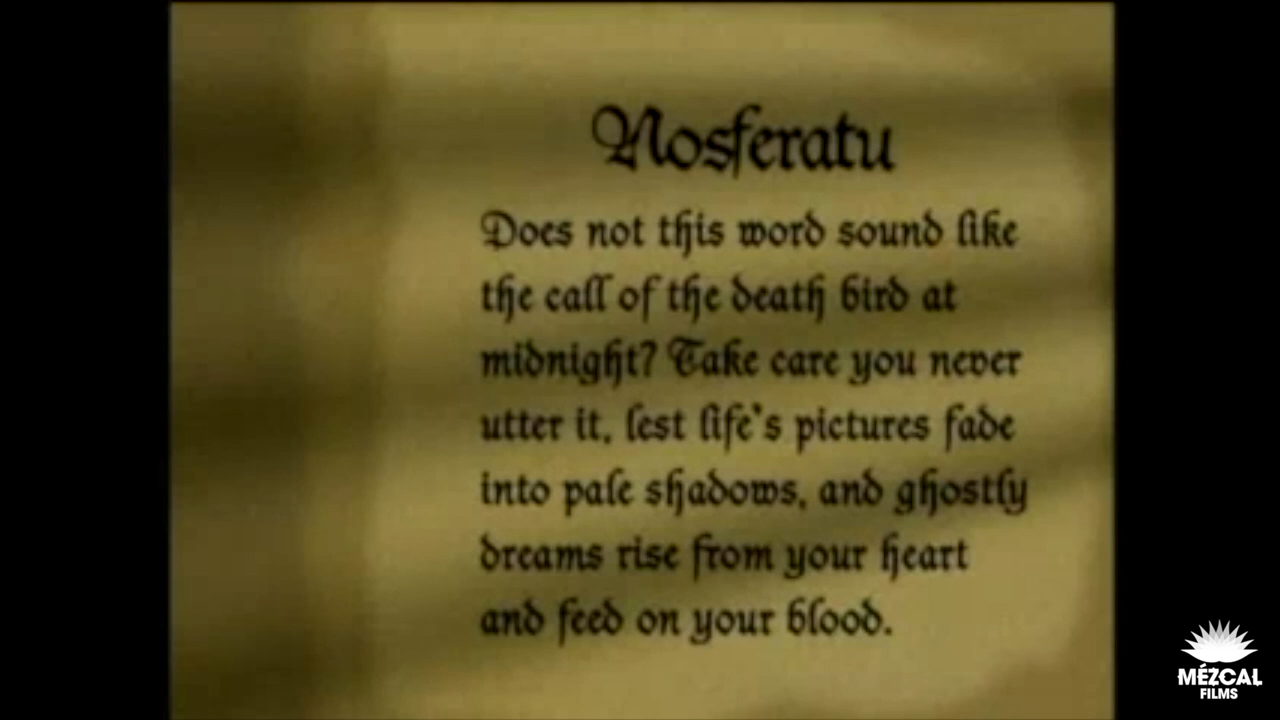 Nosferatu
Does not this word sound like
the call of the death bird at
midnight? Take care you never
utter it, lest life's pictures fade
into pale shadows, and ghostly
dreams rise from your heart
and feed on your blood.
MÉZCAL
FILMS